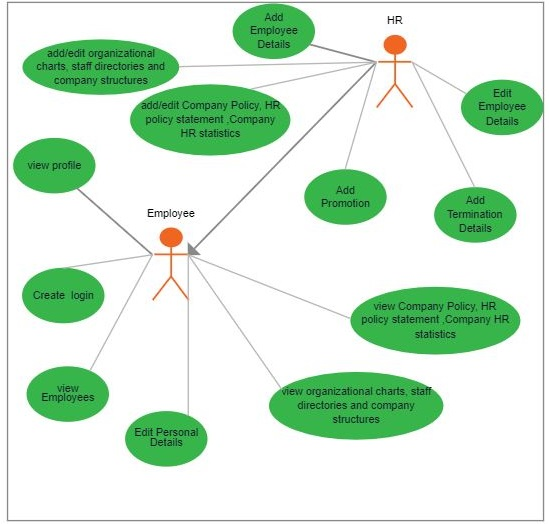 HR
Add
Employee
Details
add/edit organizational
charts, staff directories and
company structures
add/edit Company Policy, HR
policy statement ,Company
HR statistics
Edit
Employee
Details
view profile
Add
Promotion
Add
Termination
Details
Employee
Create  login
view Company Policy, HR
policy statement ,Company HR
statistics
view
Employees
view organizational charts, staff
directories and company
structures
Edit Personal
Details